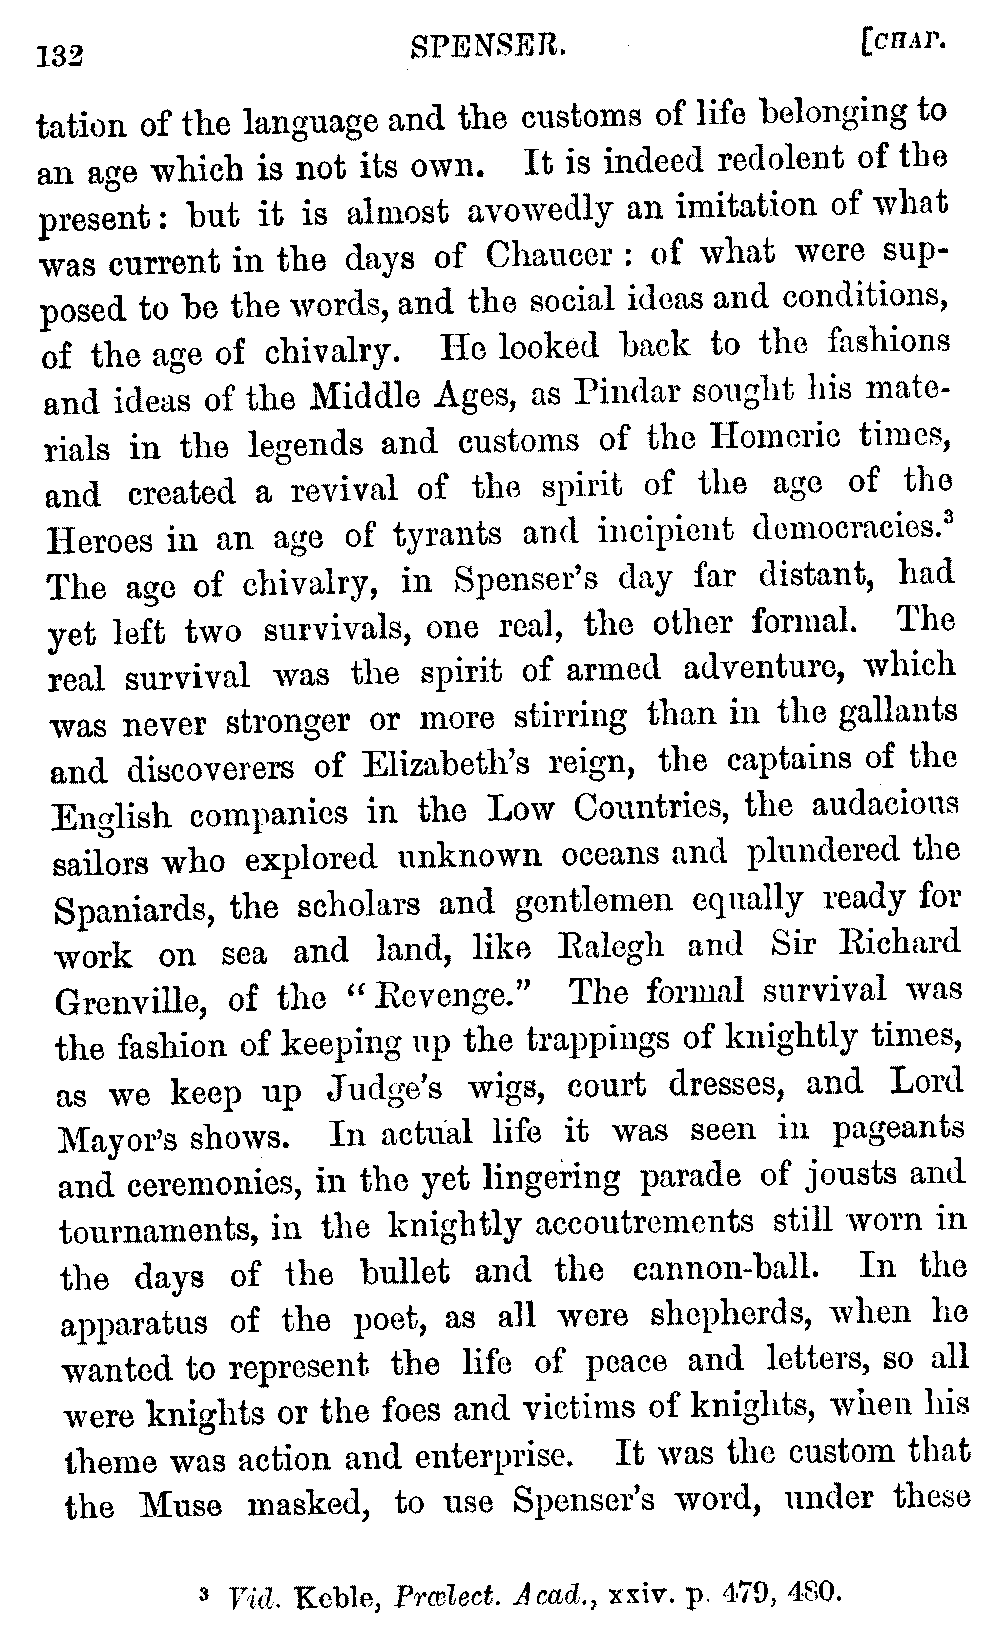 132 SPENSER. [CHAP.
tation of the language and the customs of life belonging to
an age which is not its own. It is indeed redolent of the
present: but it is almost avowedly an imitation of what
was current in the days of Chaucer: of what were sup-
posed to be the words, and the social ideas and conditions,
of the age of chivalry. He looked back to the fashions
and ideas of the Middle Ages, as Pindar sought his mate-
rials in the legends and customs of the Homeric times,
and created a revival of the spirit of the age of the
Heroes in an age of tyrants and incipient democracies.³
The age of chivalry, in Spenser's day far distant, had
yet left two survivals, one real, the other formal. The
real survival was the spirit of armed adventure, which
was never stronger or more stirring than in the gallants
and discoverers of Elizabeth's reign, the captains of the
English companies in the Low Countries, the audacious
sailors who explored unknown oceans and plundered the
Spaniards, the scholars and gentlemen equally ready for
work on sea and land, like Ralegh and Sir Richard
Grenville, of the "Revenge." The formal survival was
the fashion of keeping up the trappings of knightly times,
as we keep up Judge's wigs, court dresses, and Lord
Mayor's shows. In actual life it was seen in pageants
and ceremonies, in the yet lingering parade of jousts and
tournaments, in the knightly accoutrements still worn in
the days of the bullet and the cannon-ball. In the
apparatus of the poet, as all were shepherds, when he
wanted to represent the life of peace and letters, so all
were knights or the foes and victims of knights, when his
theme was action and enterprise. It was the custom that
the Muse masked, to use Spenser's word, under these
³ Vid. Keble, Prælect. Acad., xxiv. p. 479, 480.